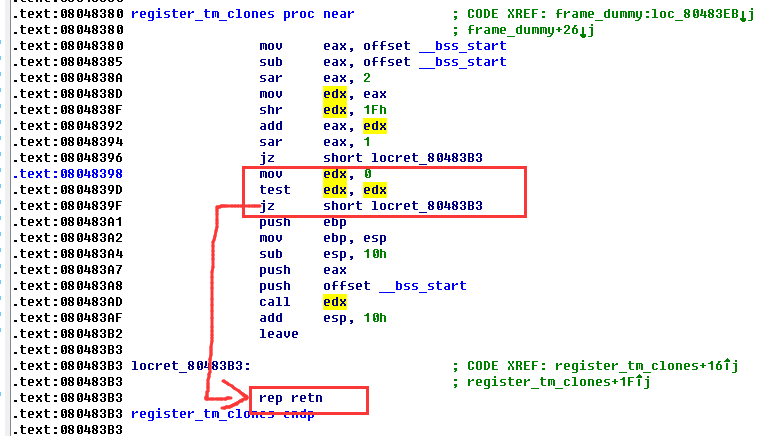 .text:08048380 register_tm_clones proc near ; CODE XREF: frame_dummy:loc_80483EB↓j
.text:08048380 ; frame_dummy+26↓j
.text:08048380 mov eax, offset __bss_start
.text:08048385 sub eax, offset __bss_start
.text:0804838A sar eax, 2
.text:0804838D mov edx, eax
.text:0804838F shr edx, 1Fh
.text:08048392 add eax, edx
.text:08048394 sar eax, 1
.text:08048396 jz short locret_80483B3
.text:08048398 mov edx, 0
.text:0804839D test edx, edx
.text:0804839F jz short locret_80483B3
.text:080483A1 push ebp
.text:080483A2 mov ebp, esp
.text:080483A4 sub esp, 10h
.text:080483A7 push eax
.text:080483A8 push offset __bss_start
.text:080483AD call edx
.text:080483AF add esp, 10h
.text:080483B2 leave
.text:080483B3
.text:080483B3 locret_80483B3: ; CODE XREF: register_tm_clones+16↑j
.text:080483B3 ; register_tm_clones+1F↑j
.text:080483B3 rep retn
.text:080483B3 register_tm_clones endp
.text:080483B3